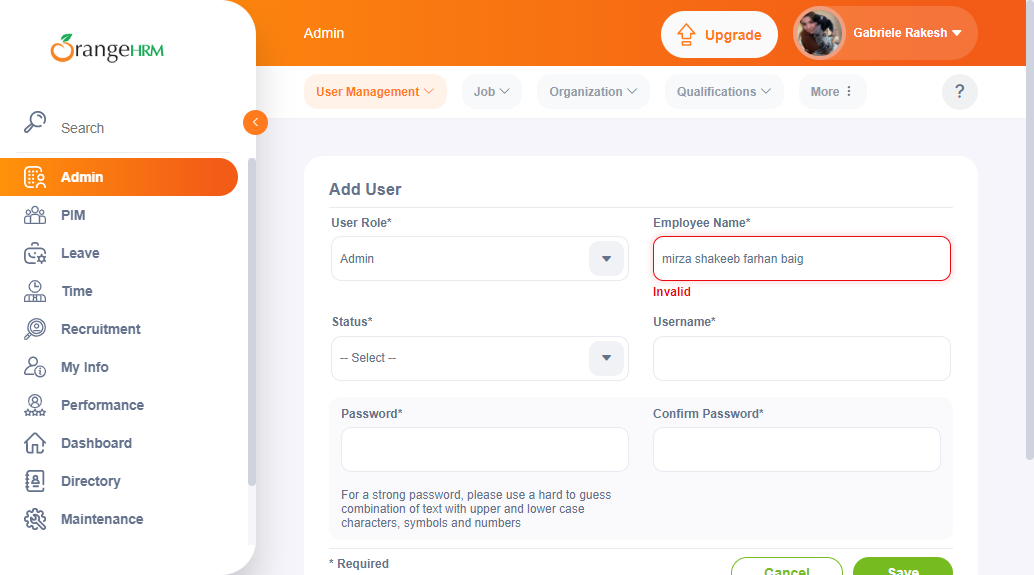 OrangeHRM
Admin
Upgrade
Gabriele Rakesh
User Management
Job
Organization
Qualifications
More
?
Search
Admin
PIM
Leave
Time
Recruitment
My Info
Performance
Dashboard
Directory
Maintenance
Add User
User Role*
Employee Name*
Admin
mirza shakeeb farhan baig
Invalid
Status*
Username*
-- Select --
Password*
Confirm Password*
For a strong password, please use a hard to guess
combination of text with upper and lower case
characters, symbols and numbers
* Required
Cancel
Save